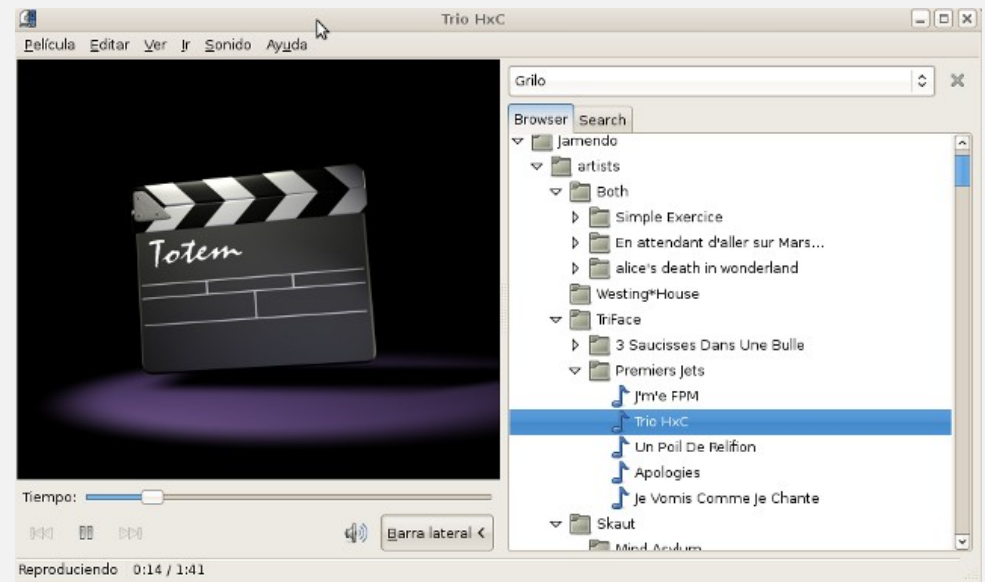 Trio HxC
Película Editar Ver Ir Sonido Ayuda
Totem
Tiempo:
Barra lateral <
Reproduciendo 0:14 / 1:41
Grilo
Browser Search
Jamendo
artists
Both
Simple Exercice
En attendant d'aller sur Mars...
alice's death in wonderland
Westing*House
TriFace
3 Saucisses Dans Une Bulle
Premiers Jets
J'm'e FPM
Trio HxC
Un Poil De Relifion
Apologies
Je Vomis Comme Je Chante
Skaut
Mind Asylum